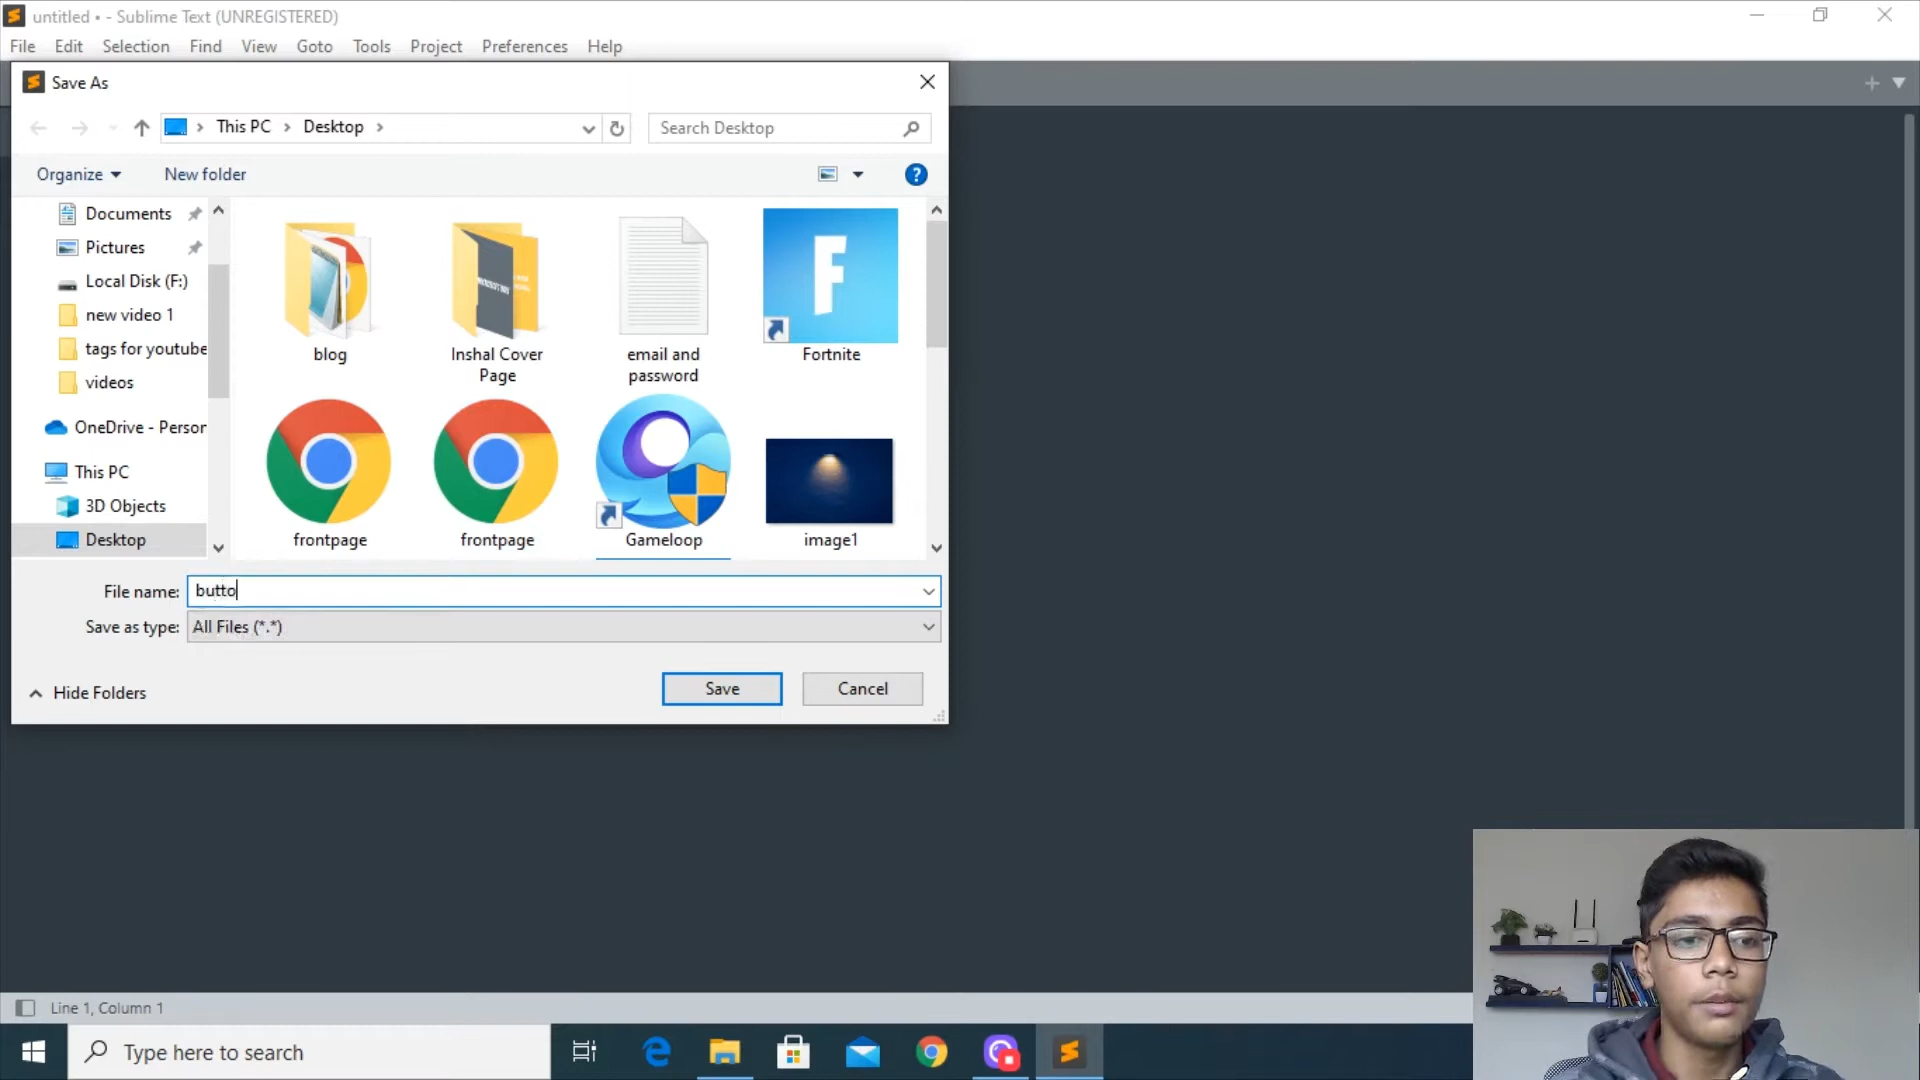 untitled • - Sublime Text (UNREGISTERED)
File Edit Selection Find View Goto Tools Project Preferences Help
Save As
This PC > Desktop >
Search Desktop
Organize
New folder
Documents
Pictures
Local Disk (F:)
new video 1
tags for youtube
videos
OneDrive - Person
This PC
3D Objects
Desktop
blog
Inshal Cover
Page
email and
password
Fortnite
frontpage
frontpage
Gameloop
image1
File name: butto
Save as type: All Files (*.*)
Hide Folders
Save
Cancel
Line 1, Column 1
Type here to search